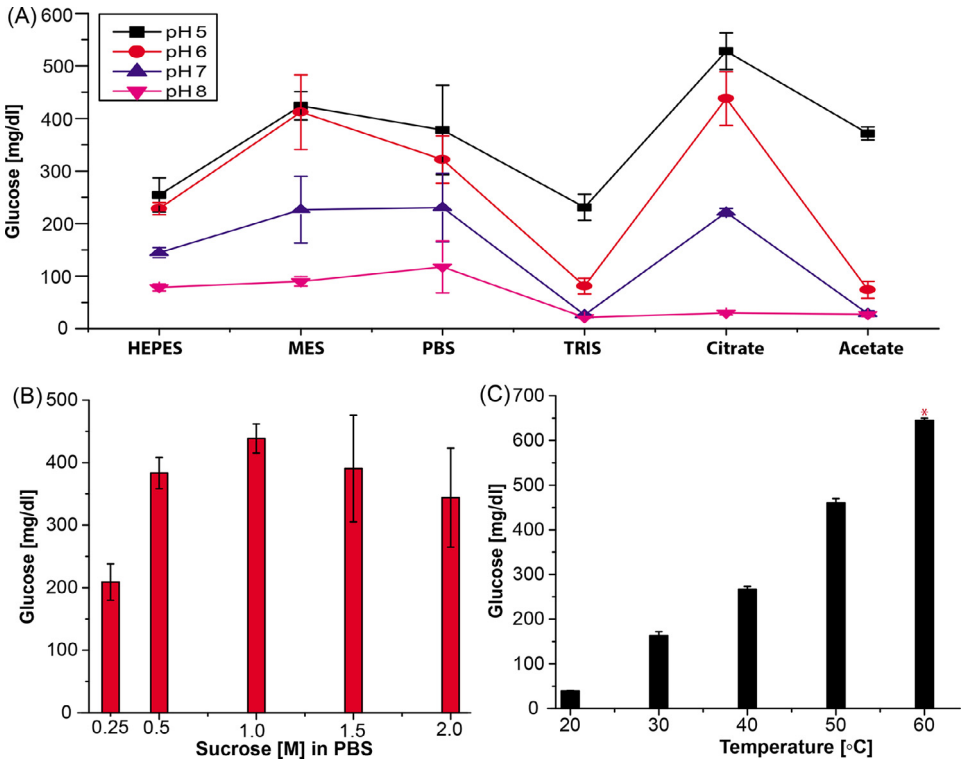 (A)
600
500
400
300
200
100
0
Glucose [mg/dl]
pH 5
pH 6
pH 7
pH 8
HEPES MES PBS TRIS Citrate Acetate
(B)
500
400
300
200
100
0
Glucose [mg/dl]
0.25 0.5 1.0 1.5 2.0
Sucrose [M] in PBS
(C)
700
600
500
400
300
200
100
0
Glucose [mg/dl]
*
20 30 40 50 60
Temperature [◦C]